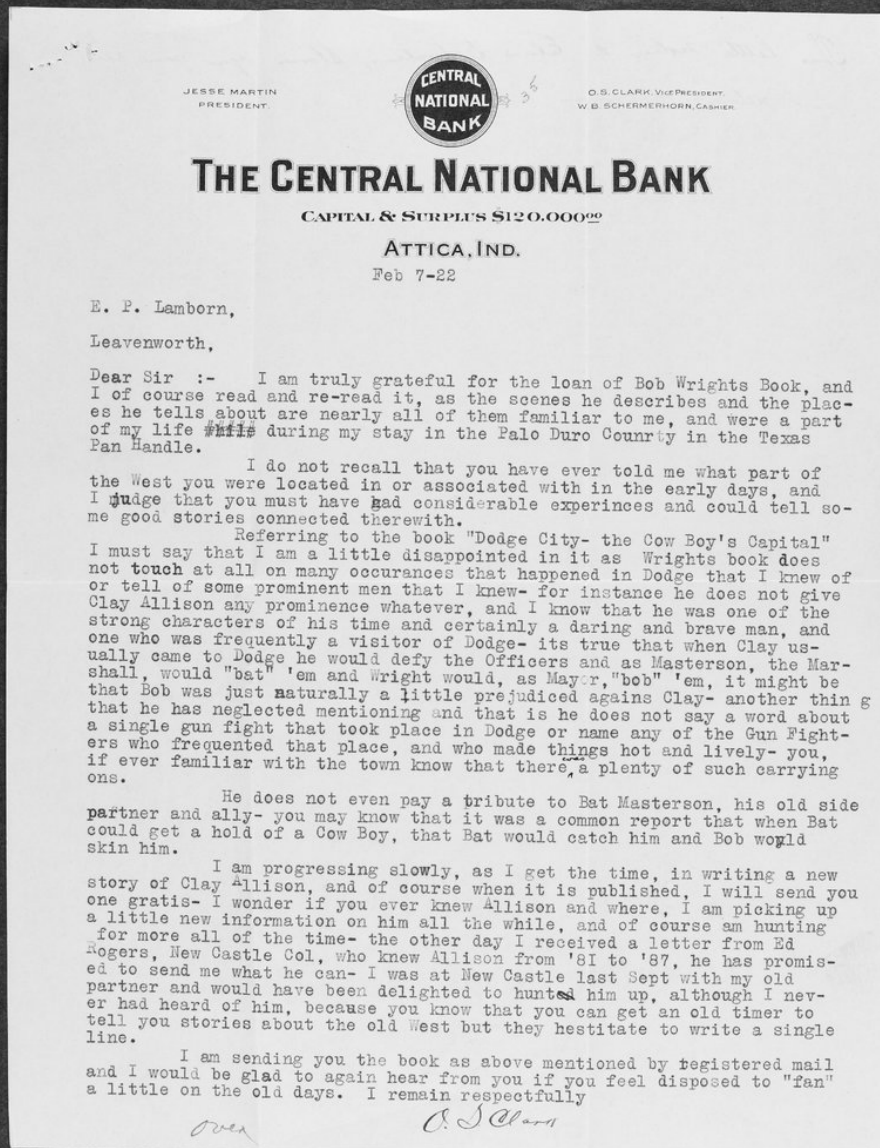 JESSE MARTIN
PRESIDENT.
CENTRAL
NATIONAL
BANK
35
O.S. CLARK, VICE PRESIDENT.
W.B. SCHERMERHORN, CASHIER.
THE CENTRAL NATIONAL BANK
CAPITAL & SURPLUS $120,000.00
ATTICA, IND.
Feb 7-22
E. P. Lamborn,
Leavenworth,
Dear Sir :- I am truly grateful for the loan of Bob Wrights Book, and
I of course read and re-read it, as the scenes he describes and the plac-
es he tells about are nearly all of them familiar to me, and were a part
of my life during my stay in the Palo Duro Counrty in the Texas
Pan Handle.
I do not recall that you have ever told me what part of
the West you were located in or associated with in the early days, and
I judge that you must have had considerable experinces and could tell so-
me good stories connected therewith.
Referring to the book "Dodge City- the Cow Boy's Capital"
I must say that I am a little disappointed in it as Wrights book does
not touch at all on many occurances that happened in Dodge that I knew of
or tell of some prominent men that I knew- for instance he does not give
Clay Allison any prominence whatever, and I know that he was one of the
strong characters of his time and certainly a daring and brave man, and
one who was frequently a visitor of Dodge- its true that when Clay us-
ually came to Dodge he would defy the Officers and as Masterson, the Mar-
shall, would "bat" 'em and Wright would, as Mayor,"bob" 'em, it might be
that Bob was just naturally a little prejudiced agains Clay- another thin g
that he has neglected mentioning and that is he does not say a word about
a single gun fight that took place in Dodge or name any of the Gun Fight-
ers who frequented that place, and who made things hot and lively- you,
if ever familiar with the town know that there, was a plenty of such carrying
ons.
He does not even pay a tribute to Bat Masterson, his old side
partner and ally- you may know that it was a common report that when Bat
could get a hold of a Cow Boy, that Bat would catch him and Bob would
skin him.
I am progressing slowly, as I get the time, in writing a new
story of Clay Allison, and of course when it is published, I will send you
one gratis- I wonder if you ever knew Allison and where, I am picking up
a little new information on him all the while, and of course am hunting
for more all of the time- the other day I received a letter from Ed
Rogers, New Castle Col, who knew Allison from '8I to '87, he has promis-
ed to send me what he can- I was at New Castle last Sept with my old
partner and would have been delighted to hunted him up, although I nev-
er had heard of him, because you know that you can get an old timer to
tell you stories about the old West but they hestitate to write a single
line.
I am sending you the book as above mentioned by registered mail
and I would be glad to again hear from you if you feel disposed to "fan"
a little on the old days. I remain respectfully
over
O. S Clark